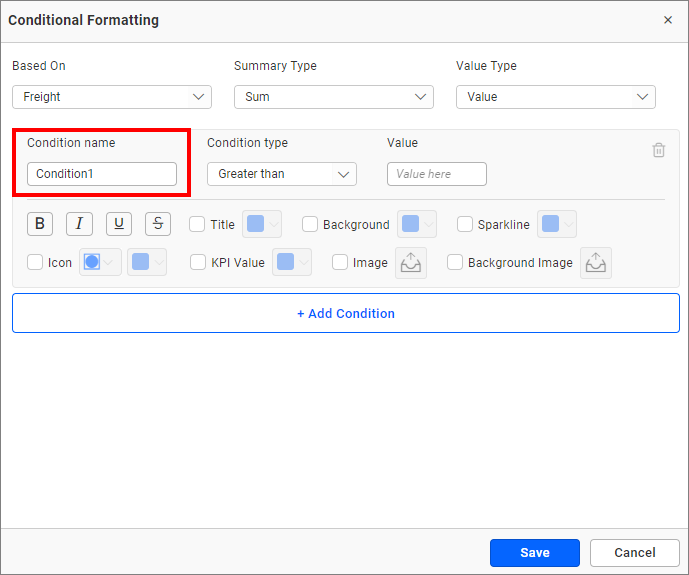 Conditional Formatting ×
Based On Summary Type Value Type
Freight Sum Value
Condition name Condition type Value
Condition1 Greater than Value here
B I U S Title Background Sparkline
Icon KPI Value Image Background Image
+ Add Condition
Save Cancel